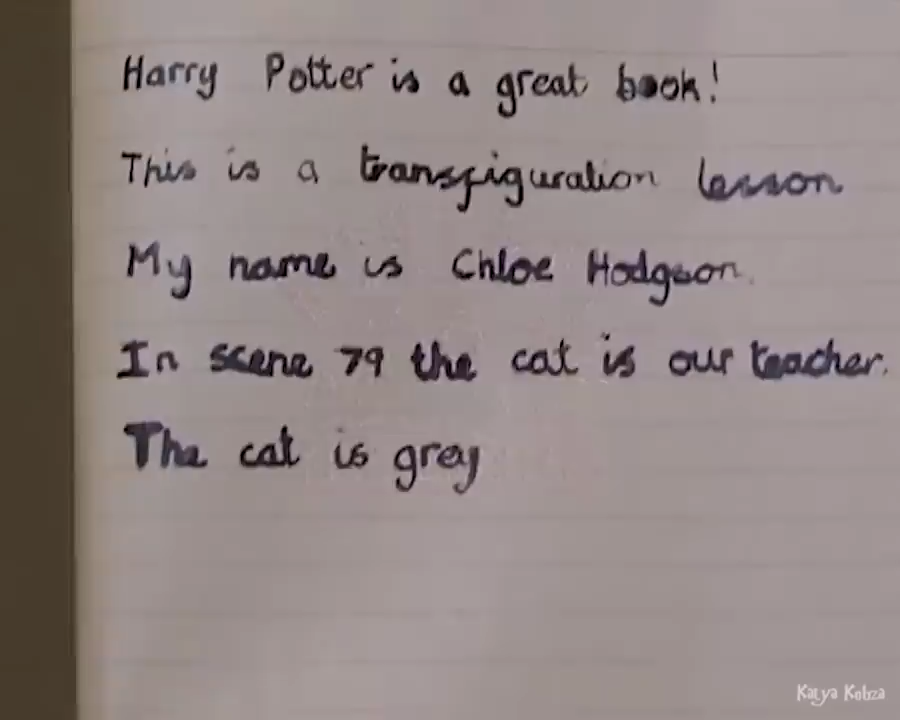 Harry Potter is a great book!
This is a transfiguration lesson
My name is Chloe Hodgson.
In scene 79 the cat is our teacher.
The cat is grey
Katya Kobza